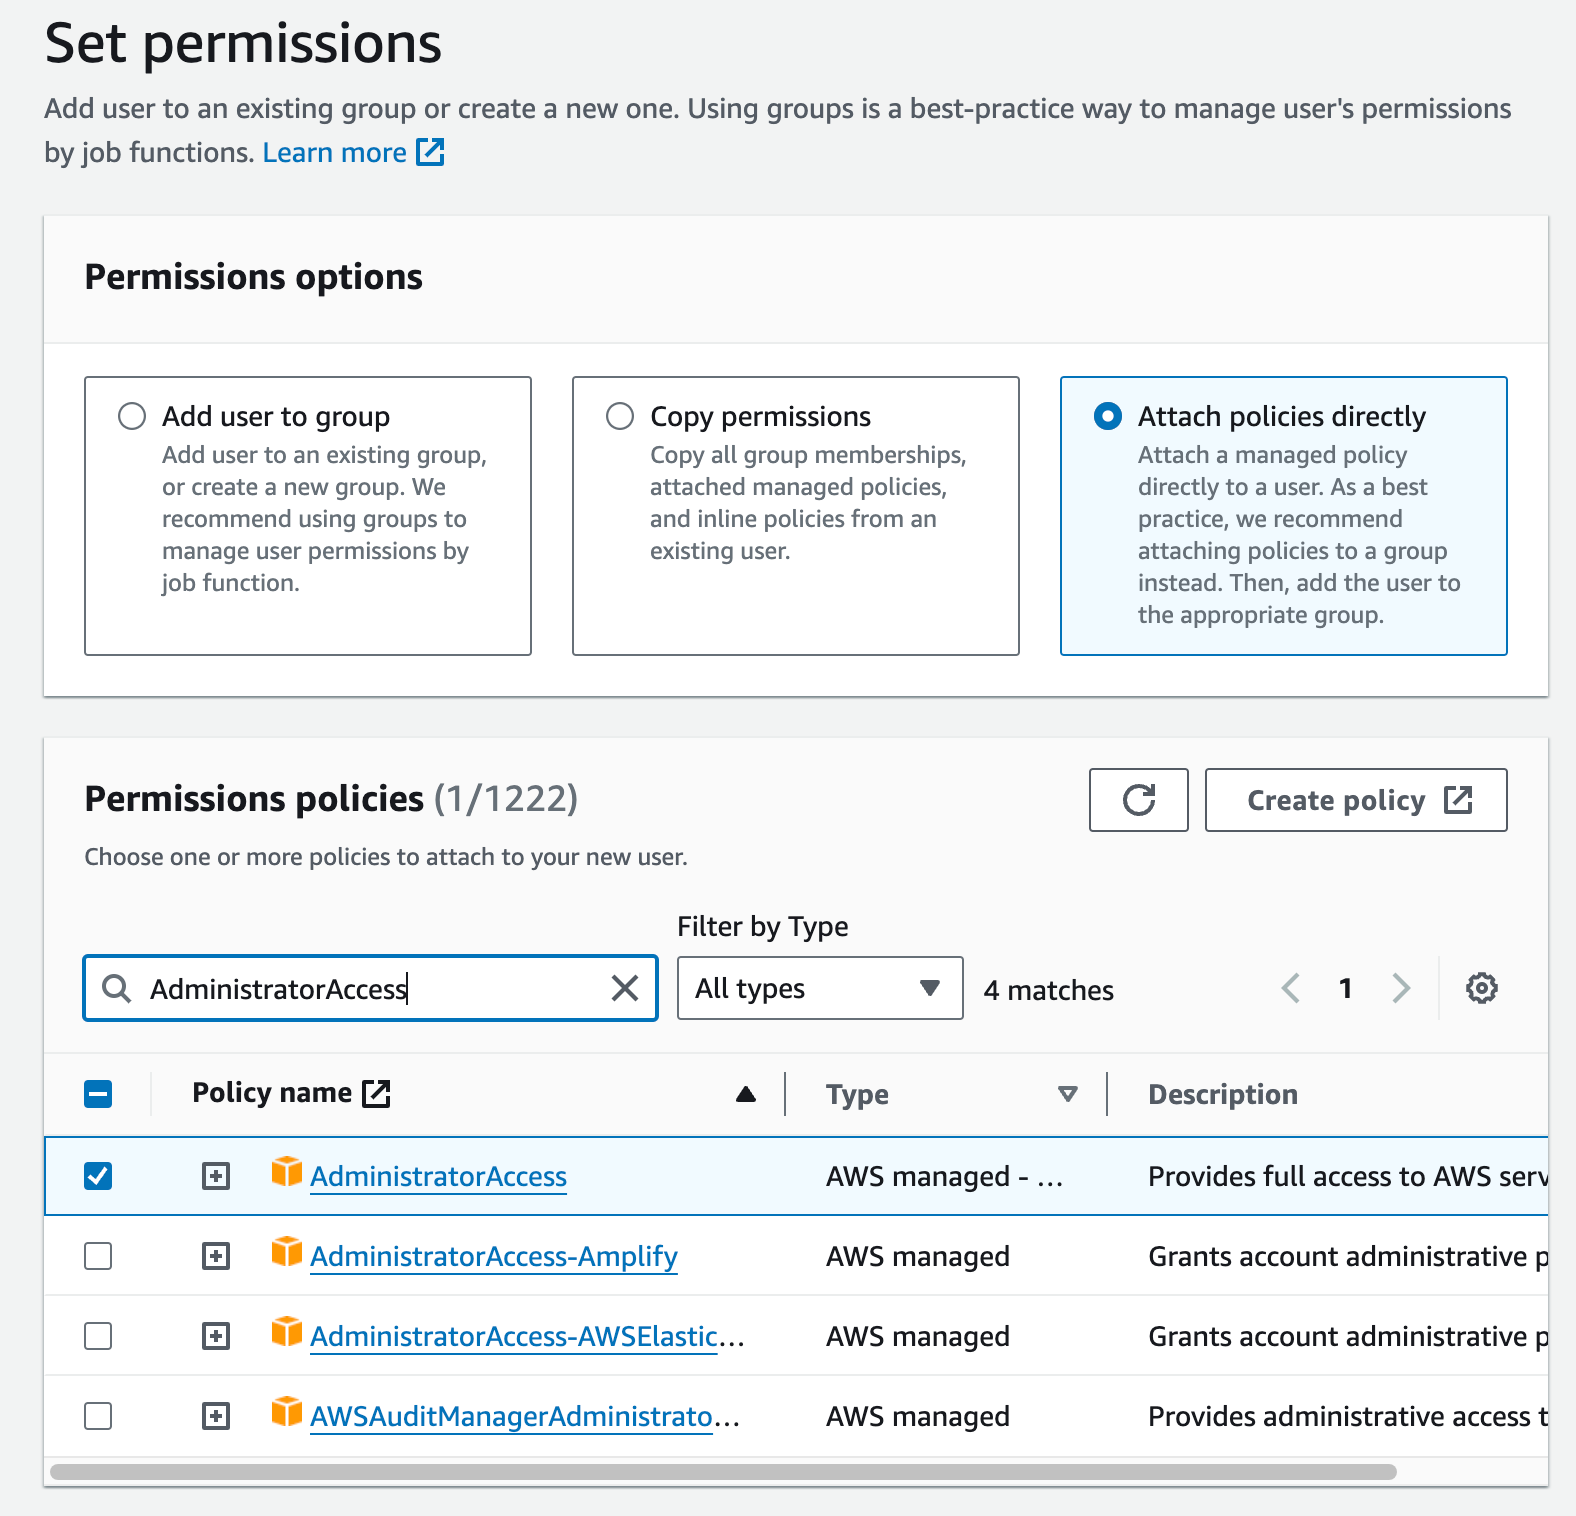 Set permissions
Add user to an existing group or create a new one. Using groups is a best-practice way to manage user's permissions
by job functions. Learn more
Permissions options
Add user to group
Add user to an existing group,
or create a new group. We
recommend using groups to
manage user permissions by
job function.
Copy permissions
Copy all group memberships,
attached managed policies,
and inline policies from an
existing user.
Attach policies directly
Attach a managed policy
directly to a user. As a best
practice, we recommend
attaching policies to a group
instead. Then, add the user to
the appropriate group.
Permissions policies (1/1222)
Create policy
Choose one or more policies to attach to your new user.
Filter by Type
AdministratorAccess
All types
4 matches
1
Policy name
Type
Description
AdministratorAccess
AWS managed - ...
Provides full access to AWS serv
AdministratorAccess-Amplify
AWS managed
Grants account administrative p
AdministratorAccess-AWSElastic...
AWS managed
Grants account administrative p
AWSAuditManagerAdministrato...
AWS managed
Provides administrative access t